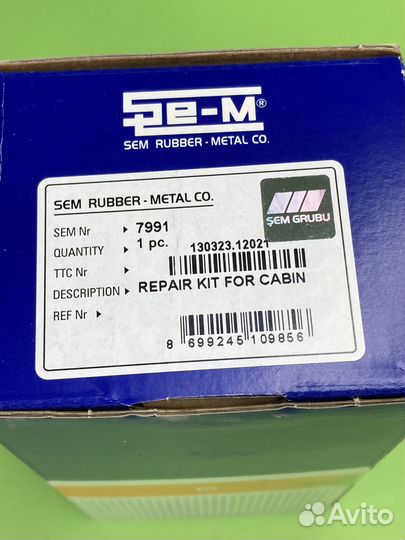 SEM®
SEM RUBBER - METAL CO.
SEM RUBBER - METAL CO.
ŞEM GRUBU
SEM Nr ▸ 7991
QUANTITY ▸ 1 pc.
130323.12021
TTC Nr ▸
DESCRIPTION ▸ REPAIR KIT FOR CABIN
REF Nr ▸
8 699245 109856
Avito